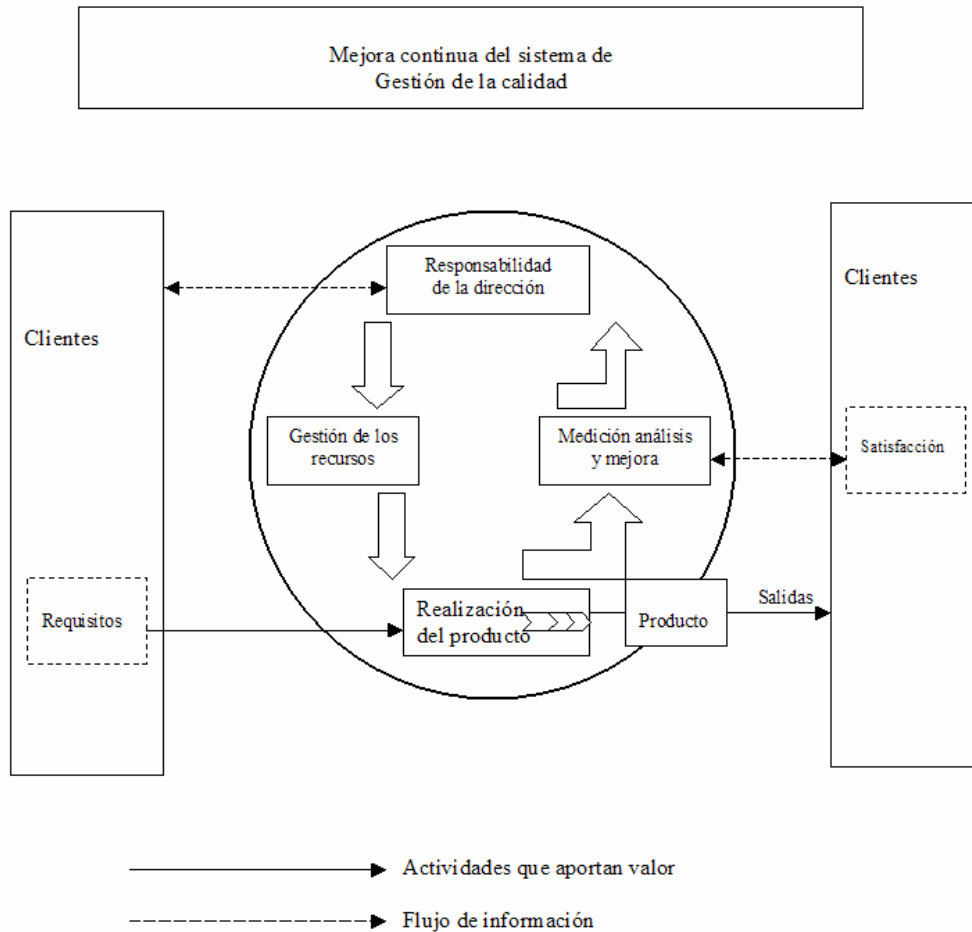 Mejora continua del sistema de
Gestión de la calidad
Responsabilidad
de la dirección
Clientes
Clientes
Gestión de los
recursos
Medición análisis
y mejora
Satisfacción
Requisitos
Realización
del producto
Producto
Salidas
Actividades que aportan valor
Flujo de información